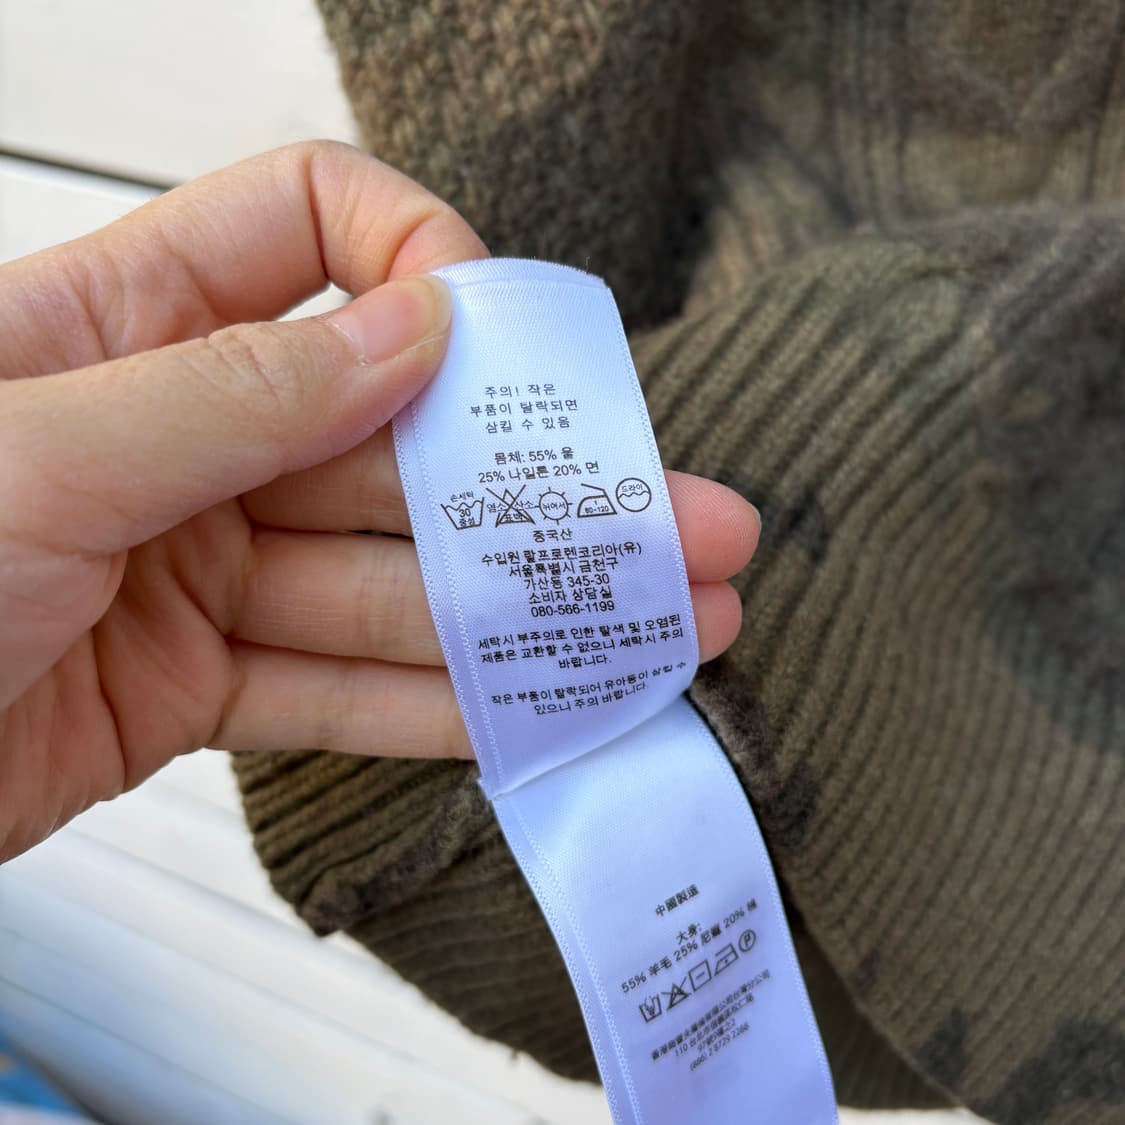 주의! 작은
부품이 탈락되면
삼킬 수 있음
몸체: 55% 울
25% 나일론 20% 면
손세탁
30
중성
염소 산소
표백
뉘어서
80-120
드라이
중국산
수입원 랄프로렌코리아(유)
서울특별시 금천구
가산동 345-30
소비자 상담실
080-566-1199
세탁시 부주의로 인한 탈색 및 오염된
제품은 교환할 수 없으니 세탁시 주의
바랍니다.
작은 부품이 탈락되어 유아동이 삼킬 수
있으니 주의 바랍니다.
中國製造
大身:
55% 羊毛 25% 尼龍 20% 棉
P
110
(886) 2 8729 2266